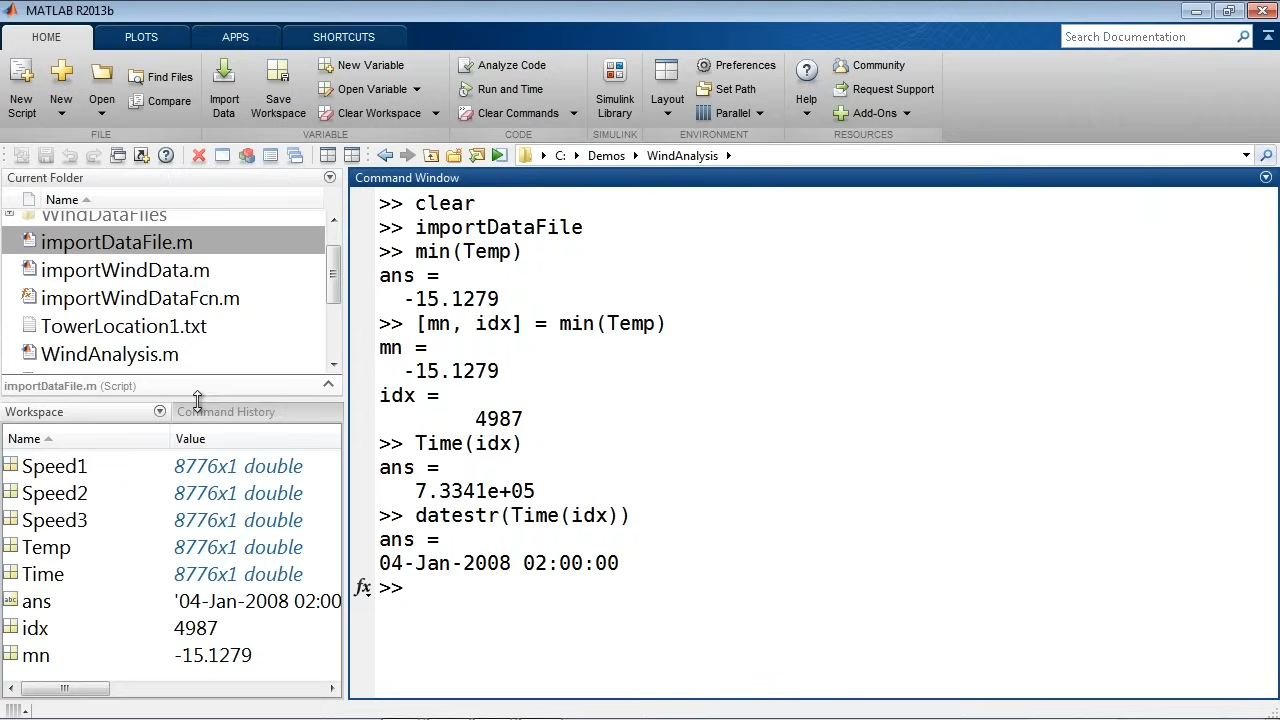 MATLAB R2013b
HOME
PLOTS
APPS
SHORTCUTS
Search Documentation
New Script
New
Open
Find Files
Compare
FILE
Import Data
Save Workspace
New Variable
Open Variable
Clear Workspace
VARIABLE
Analyze Code
Run and Time
Clear Commands
CODE
Simulink Library
SIMULINK
Layout
Preferences
Set Path
Parallel
ENVIRONMENT
Help
Community
Request Support
Add-Ons
RESOURCES
C: Demos WindAnalysis
Current Folder
Name
WindDataFiles
importDataFile.m
importWindData.m
importWindDataFcn.m
TowerLocation1.txt
WindAnalysis.m
importDataFile.m (Script)
Workspace
Command History
Name Value
Speed1 8776x1 double
Speed2 8776x1 double
Speed3 8776x1 double
Temp 8776x1 double
Time 8776x1 double
abc ans '04-Jan-2008 02:00
idx 4987
mn -15.1279
Command Window
>> clear
>> importDataFile
>> min(Temp)
ans =
-15.1279
>> [mn, idx] = min(Temp)
mn =
-15.1279
idx =
4987
>> Time(idx)
ans =
7.3341e+05
>> datestr(Time(idx))
ans =
04-Jan-2008 02:00:00
fx >>